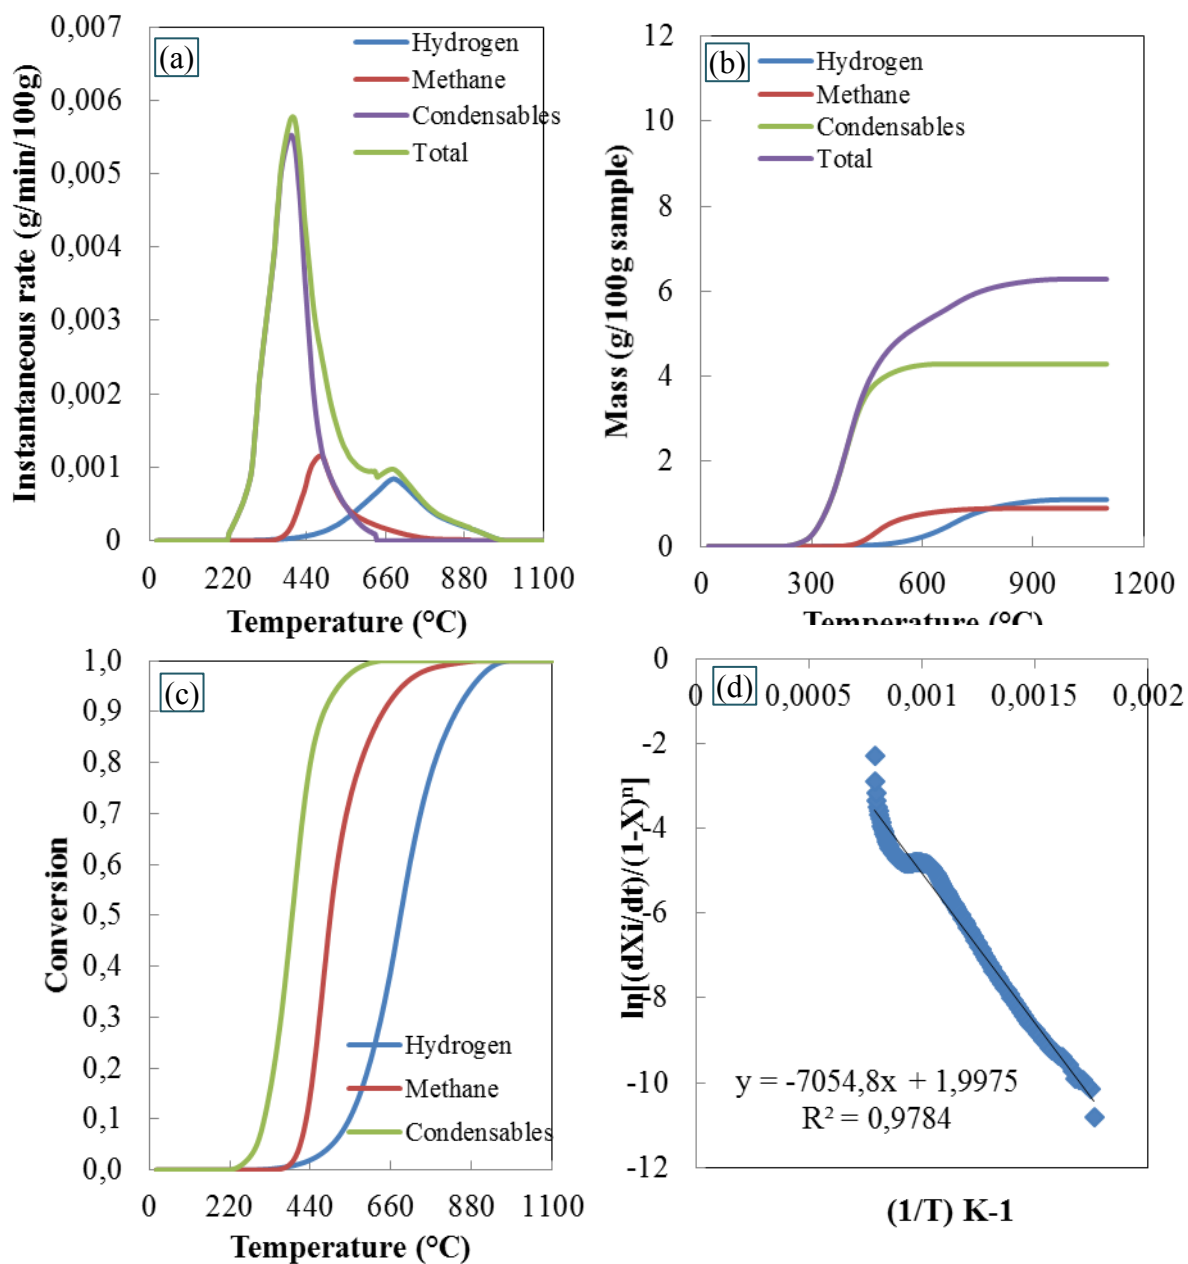 (a)
0,007
0,006
0,005
0,004
0,003
0,002
0,001
0
Instantaneous rate (g/min/100g)
Hydrogen
Methane
Condensables
Total
0 220 440 660 880 1100
Temperature (°C)
(b)
12
10
8
6
4
2
0
Mass (g/100g sample)
Hydrogen
Methane
Condensables
Total
0 300 600 900 1200
Temperature (°C)
(c)
1,0
0,9
0,8
0,7
0,6
0,5
0,4
0,3
0,2
0,1
0,0
Conversion
Hydrogen
Methane
Condensables
0 220 440 660 880 1100
Temperature (°C)
(d)
0 0,0005 0,001 0,0015 0,002
0
-2
-4
-6
-8
-10
-12
ln[(dXi/dt)/(1-X)ⁿ]
y = -7054,8x + 1,9975
R² = 0,9784
(1/T) K-1